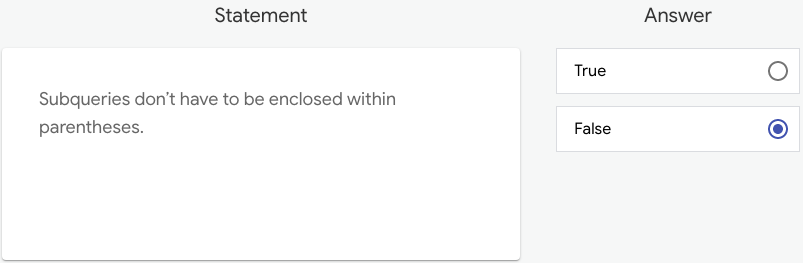 Statement
Answer
Subqueries don't have to be enclosed within
parentheses.
True
False